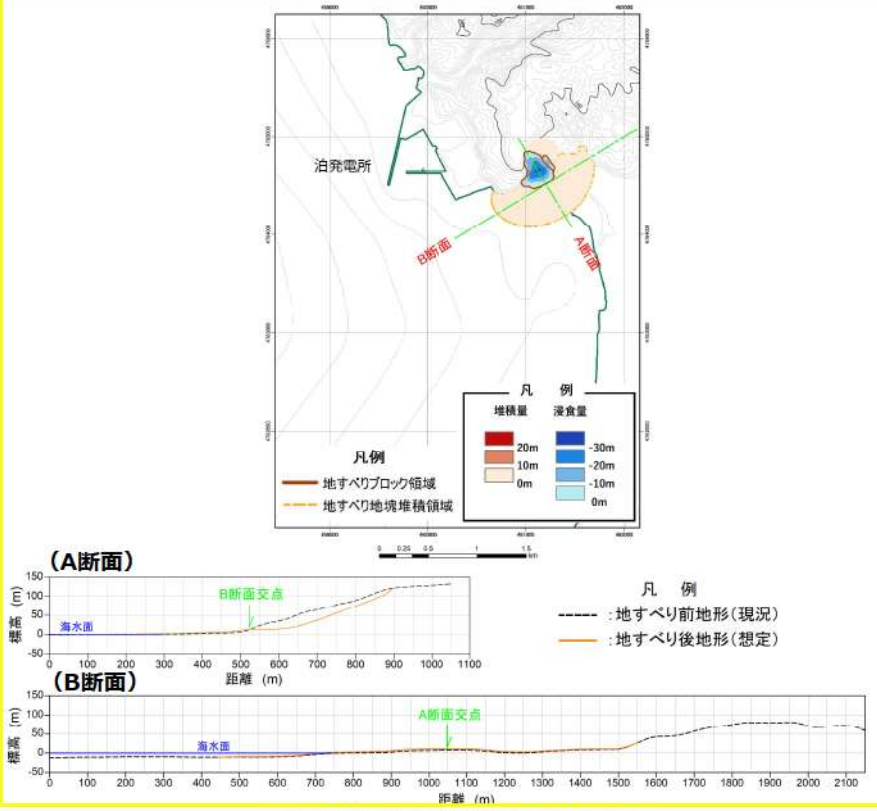 泊発電所
B断面
A断面
凡 例
堆積量 浸食量
20m
10m
0m
-30m
-20m
-10m
0m
凡例
地すべりブロック領域
地すべり地塊堆積領域
0 0.25 0.5 1 1.5
km
(A断面)
標高 (m)
150
100
50
0
-50
B断面交点
海水面
0 100 200 300 400 500 600 700 800 900 1000 1100
距離 (m)
凡 例
:地すべり前地形(現況)
:地すべり後地形(想定)
(B断面)
標高 (m)
150
100
50
0
-50
A断面交点
海水面
0 100 200 300 400 500 600 700 800 900 1000 1100 1200 1300 1400 1500 1600 1700 1800 1900 2000 2100
距離 (m)